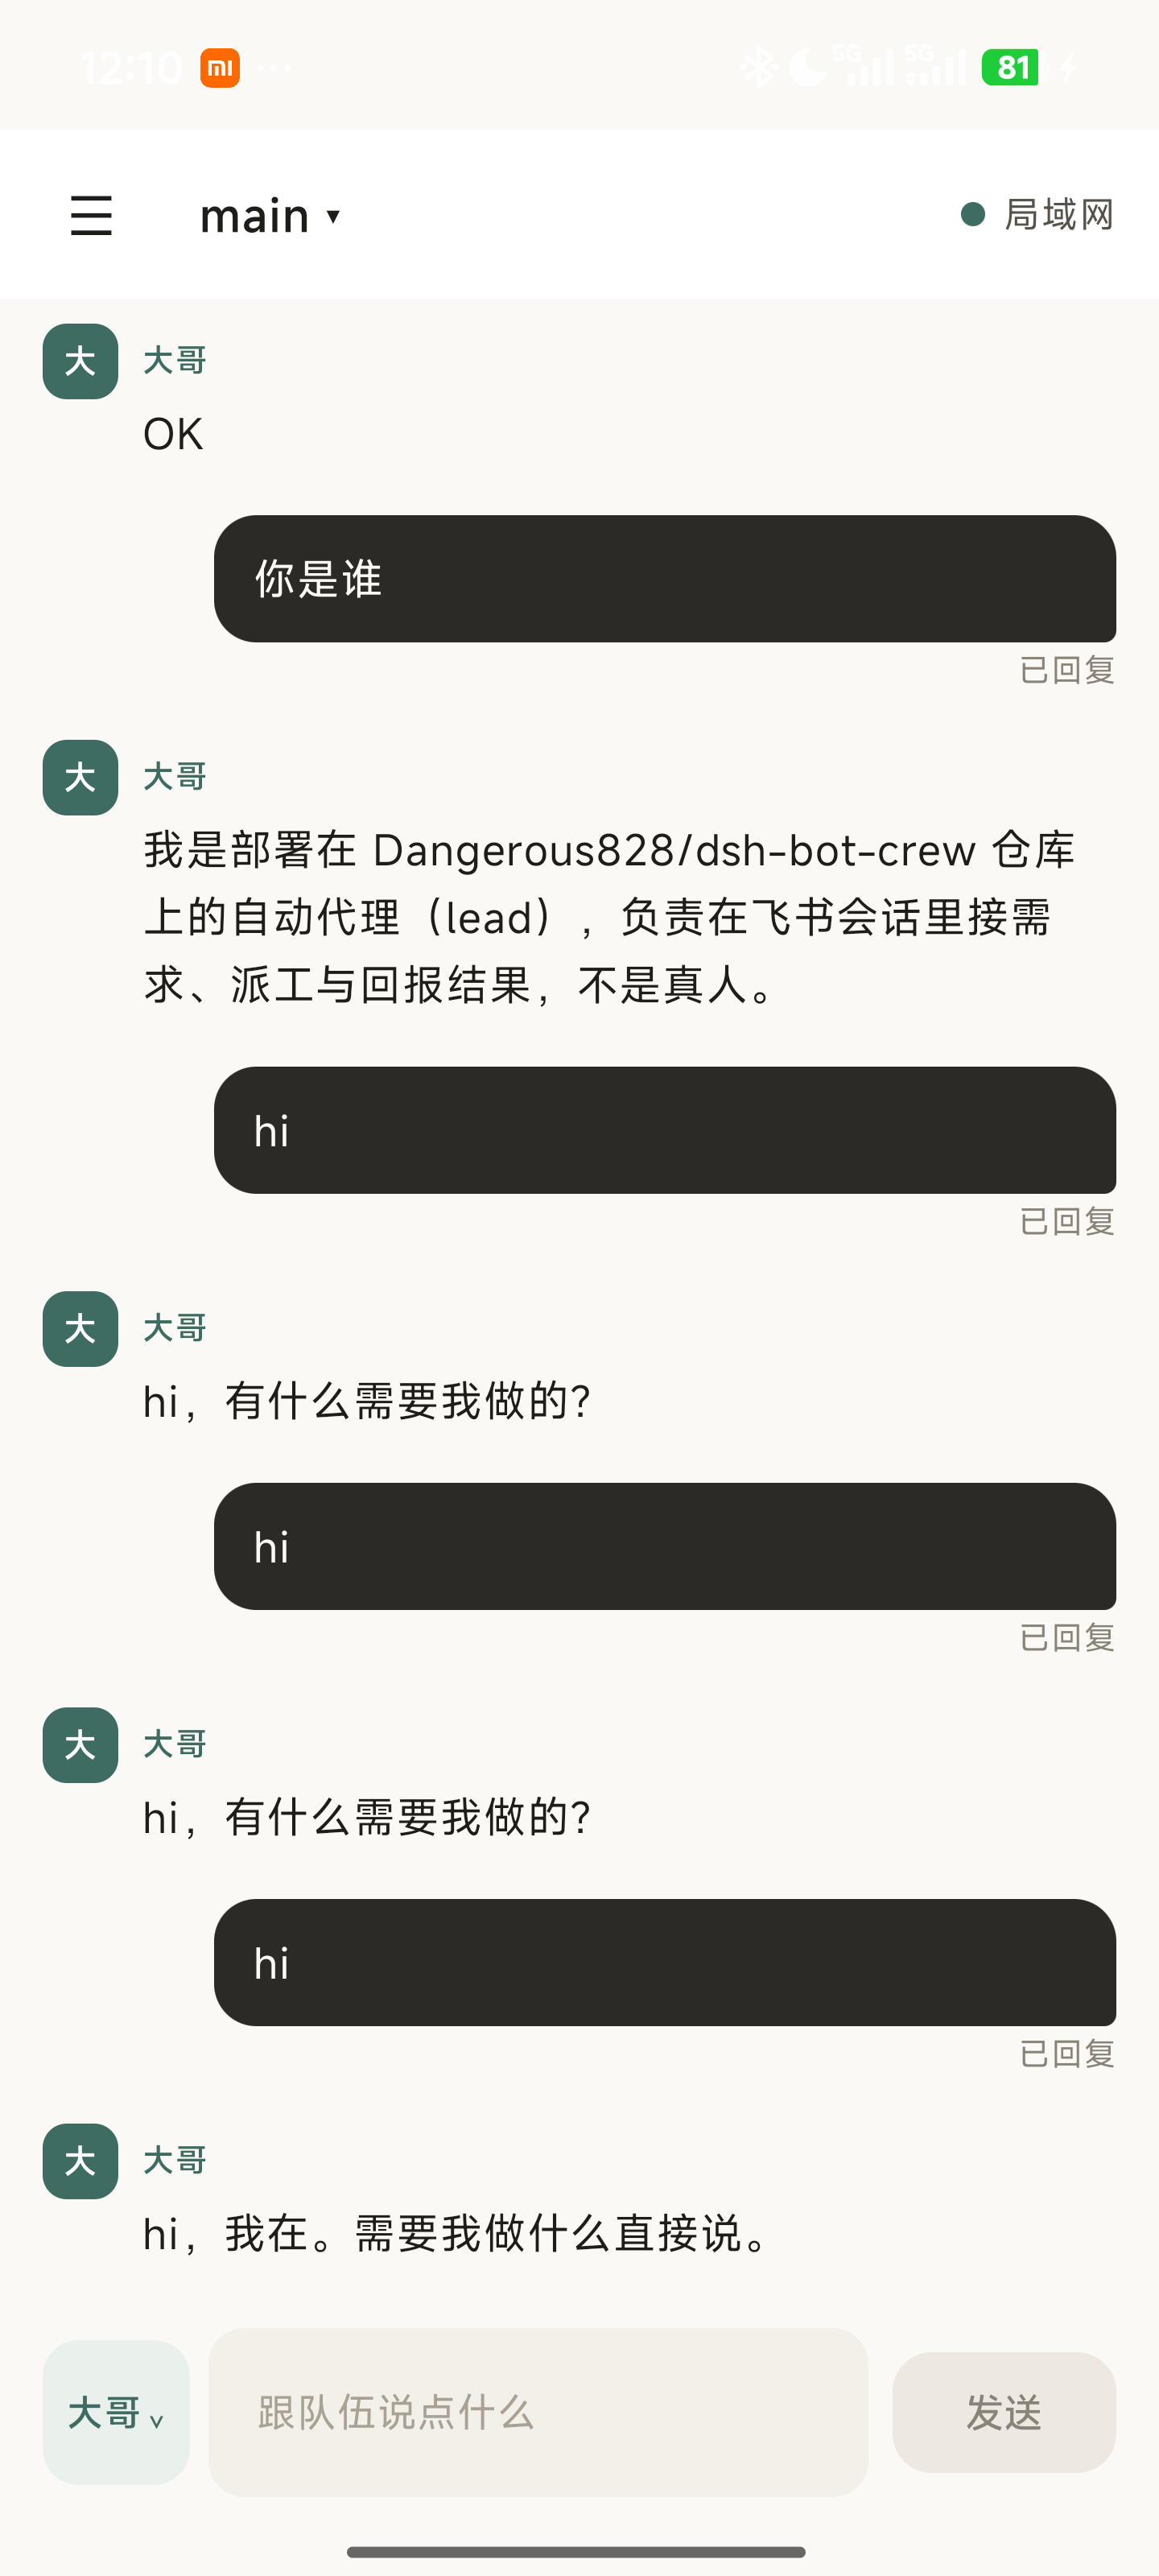 12:10
5G 5G 81
☰ main ▾ 局域网
大 大哥
OK
你是谁
已回复
大 大哥
我是部署在 Dangerous828/dsh-bot-crew 仓库
上的自动代理（lead），负责在飞书会话里接需
求、派工与回报结果，不是真人。
hi
已回复
大 大哥
hi，有什么需要我做的？
hi
已回复
大 大哥
hi，有什么需要我做的？
hi
已回复
大 大哥
hi，我在。需要我做什么直接说。
大哥 跟队伍说点什么 发送